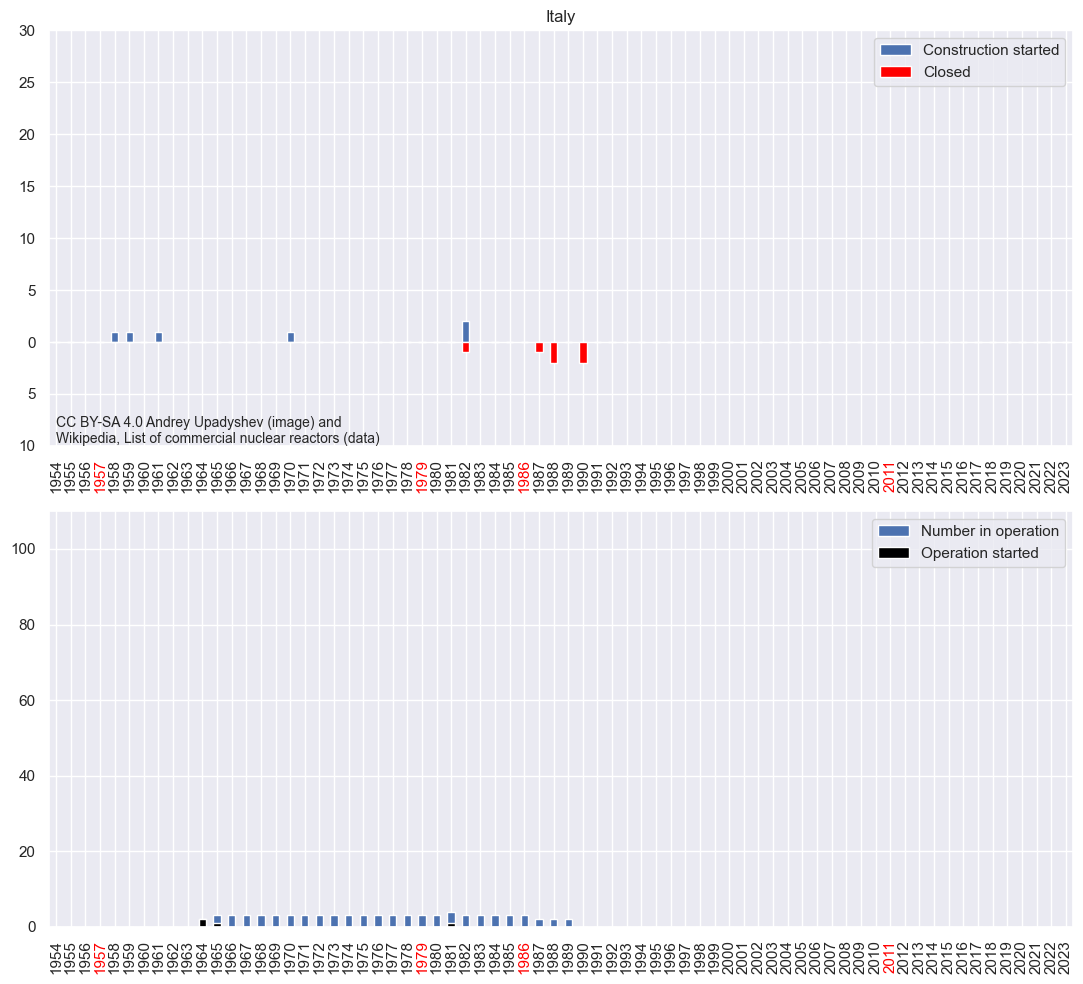 Italy
30
25
20
15
10
5
0
5
10
Construction started
Closed
CC BY-SA 4.0 Andrey Upadyshev (image) and
Wikipedia, List of commercial nuclear reactors (data)
1954 1955 1956 1957 1958 1959 1960 1961 1962 1963 1964 1965 1966 1967 1968 1969 1970 1971 1972 1973 1974 1975 1976 1977 1978 1979 1980 1981 1982 1983 1984 1985 1986 1987 1988 1989 1990 1991 1992 1993 1994 1995 1996 1997 1998 1999 2000 2001 2002 2003 2004 2005 2006 2007 2008 2009 2010 2011 2012 2013 2014 2015 2016 2017 2018 2019 2020 2021 2022 2023
100
80
60
40
20
0
Number in operation
Operation started
1954 1955 1956 1957 1958 1959 1960 1961 1962 1963 1964 1965 1966 1967 1968 1969 1970 1971 1972 1973 1974 1975 1976 1977 1978 1979 1980 1981 1982 1983 1984 1985 1986 1987 1988 1989 1990 1991 1992 1993 1994 1995 1996 1997 1998 1999 2000 2001 2002 2003 2004 2005 2006 2007 2008 2009 2010 2011 2012 2013 2014 2015 2016 2017 2018 2019 2020 2021 2022 2023